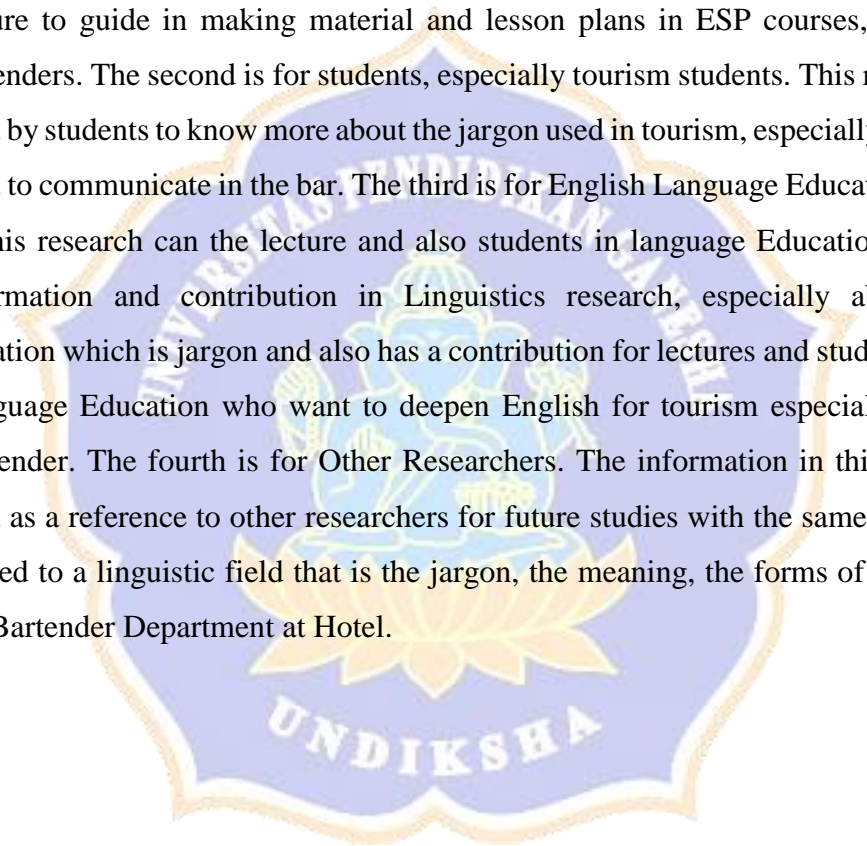 ure to guide in making material and lesson plans in ESP courses,
enders. The second is for students, especially tourism students. This
by students to know more about the jargon used in tourism, especially
to communicate in the bar. The third is for English Language Educat
his research can the lecture and also students in language Education
rmation and contribution in Linguistics research, especially al
ation which is jargon and also has a contribution for lectures and stud
guage Education who want to deepen English for tourism especial
ender. The fourth is for Other Researchers. The information in thi
as a reference to other researchers for future studies with the same
ed to a linguistic field that is the jargon, the meaning, the forms of
Bartender Department at Hotel.
UNIVERSITAS PENDIDIKAN GANESHA
UNDIKSHA